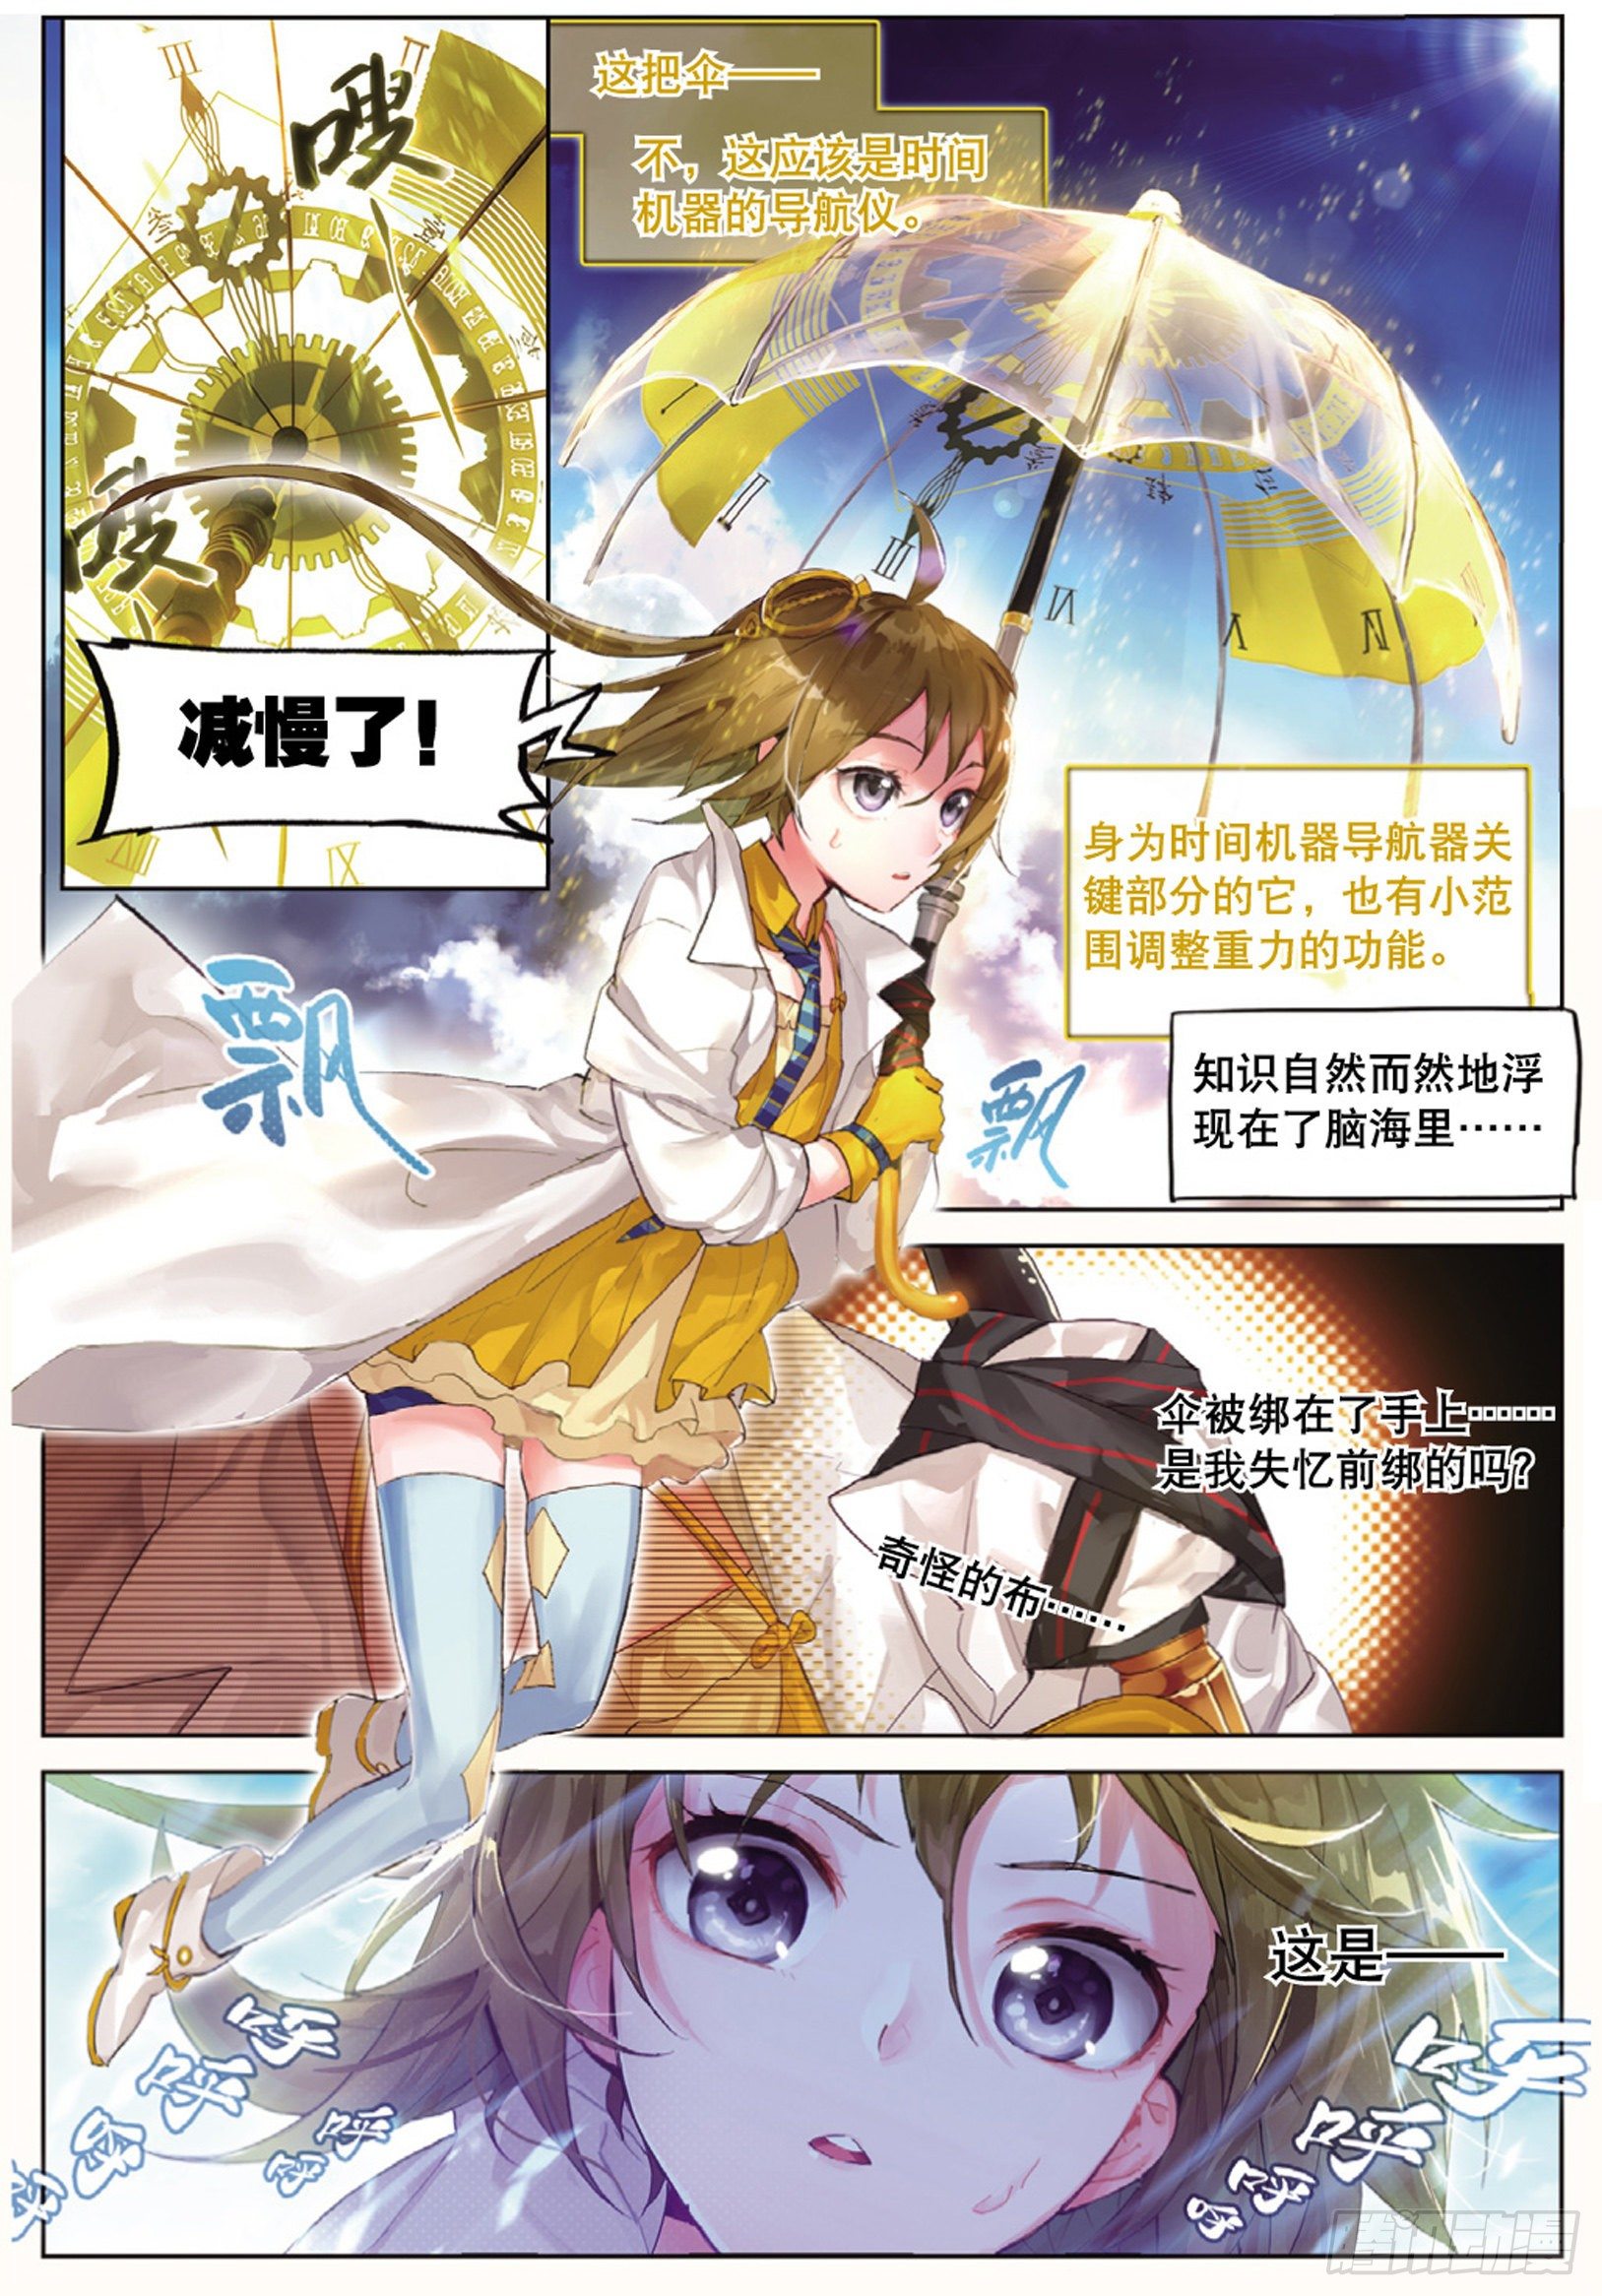 这把伞——
不，这应该是时间
机器的导航仪。
嗖
嗖
减慢了！
身为时间机器导航器关
键部分的它，也有小范
围调整重力的功能。
知识自然而然地浮
现在了脑海里……
飘
飘
伞被绑在了手上……
是我失忆前绑的吗？
奇怪的布……
这是——
呼
呼
呼
呼
呼
呼
呼
呼
呼
腾讯动漫